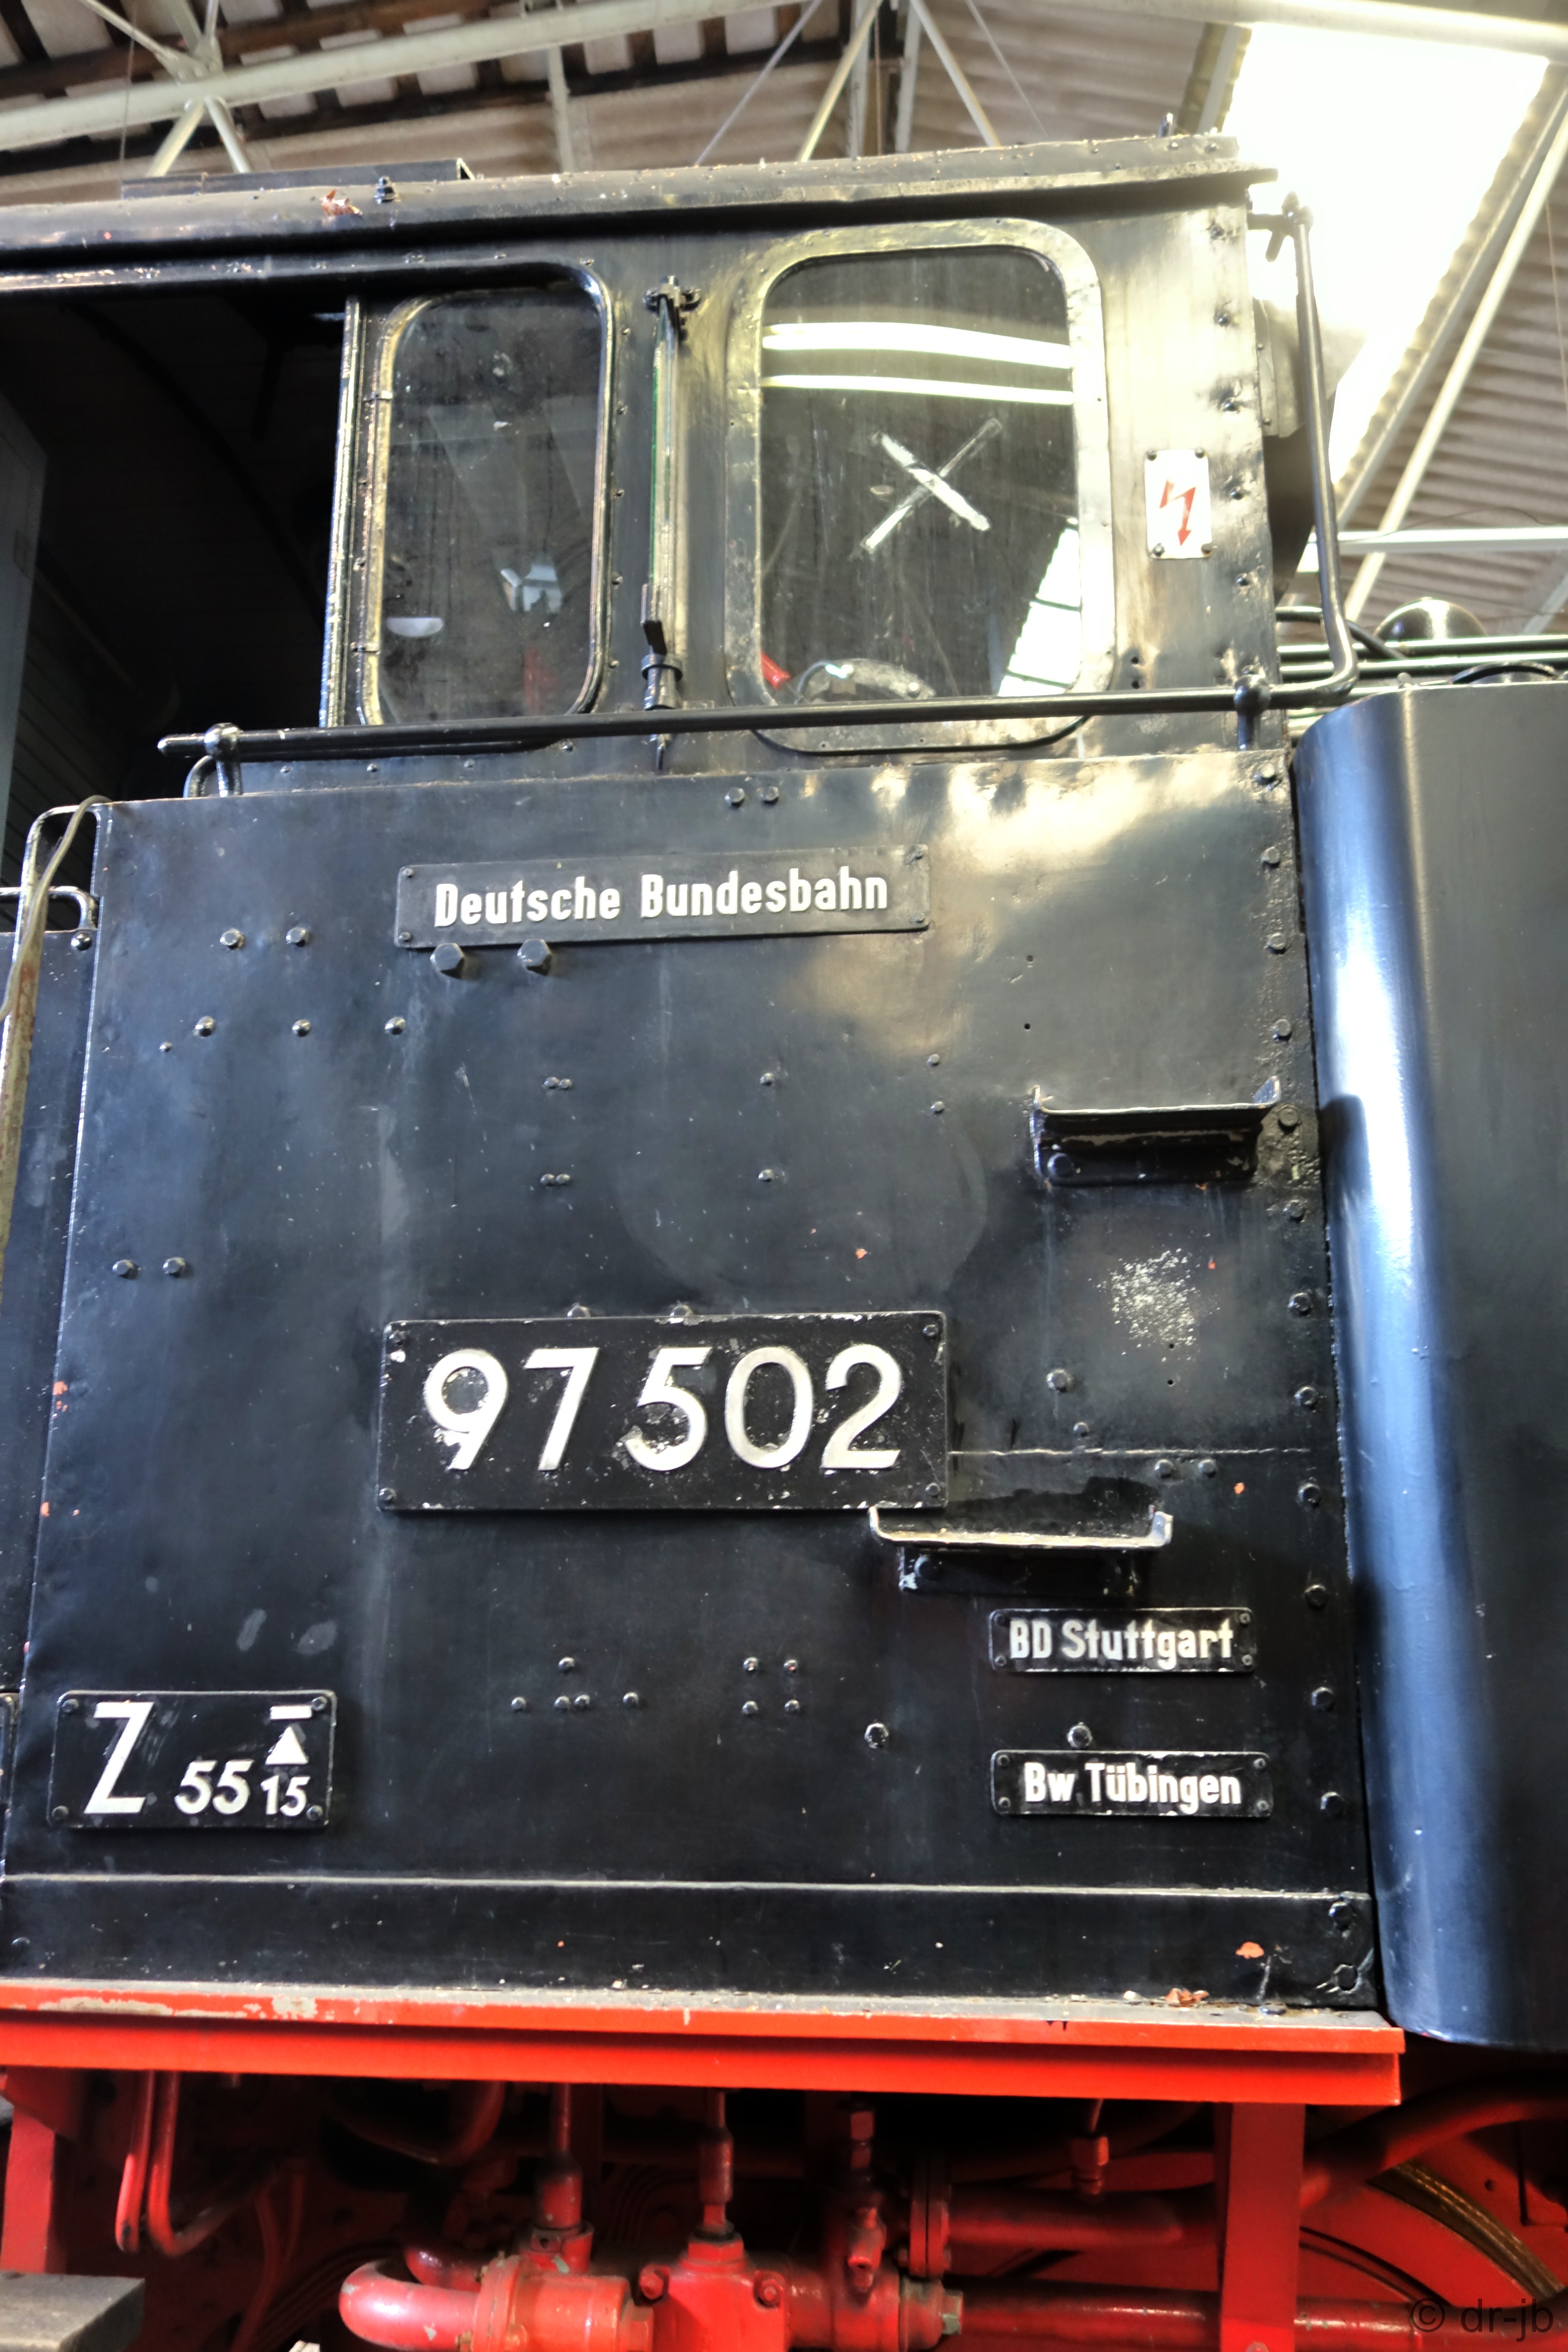 Deutsche Bundesbahn
97 502
BD Stuttgart
Z 55 15
Bw Tübingen
© dr-jb